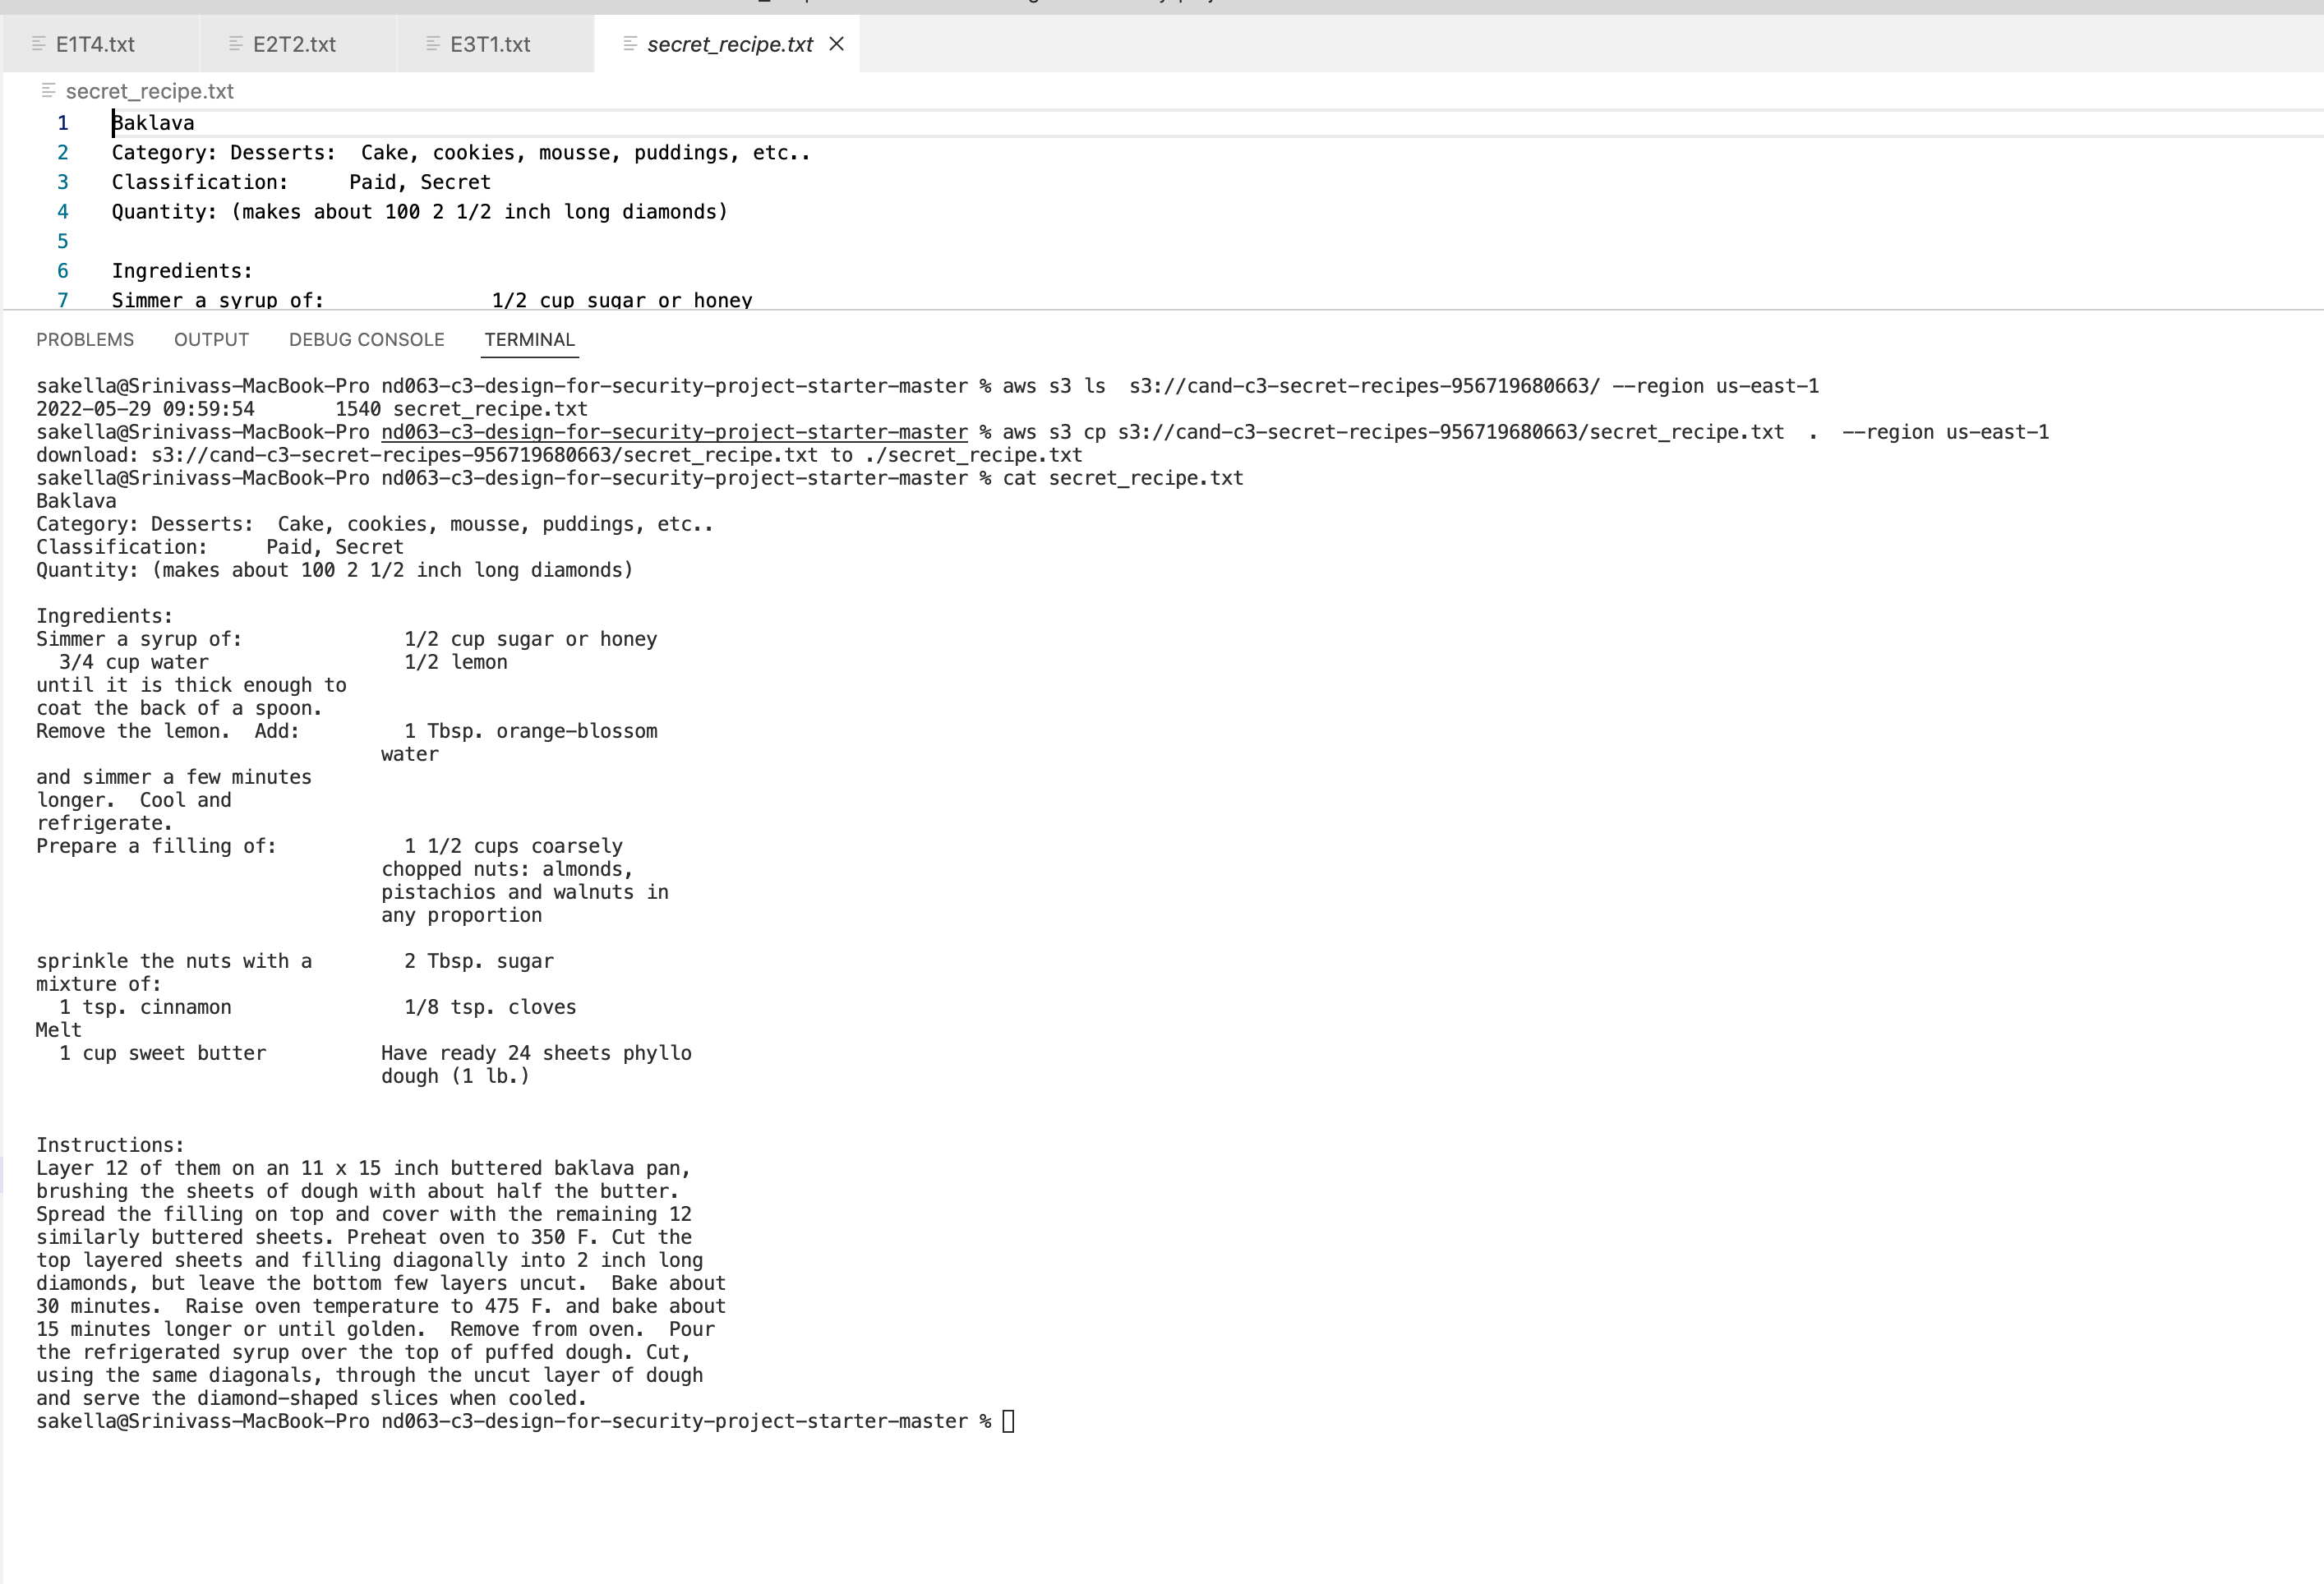 E1T4.txt E2T2.txt E3T1.txt secret_recipe.txt
secret_recipe.txt
1 Baklava
2 Category: Desserts:  Cake, cookies, mousse, puddings, etc..
3 Classification:     Paid, Secret
4 Quantity: (makes about 100 2 1/2 inch long diamonds)
5
6 Ingredients:
7 Simmer a syrup of:              1/2 cup sugar or honey
PROBLEMS OUTPUT DEBUG CONSOLE TERMINAL
sakella@Srinivass-MacBook-Pro nd063-c3-design-for-security-project-starter-master % aws s3 ls  s3://cand-c3-secret-recipes-956719680663/ --region us-east-1
2022-05-29 09:59:54       1540 secret_recipe.txt
sakella@Srinivass-MacBook-Pro nd063-c3-design-for-security-project-starter-master % aws s3 cp s3://cand-c3-secret-recipes-956719680663/secret_recipe.txt  .  --region us-east-1
download: s3://cand-c3-secret-recipes-956719680663/secret_recipe.txt to ./secret_recipe.txt
sakella@Srinivass-MacBook-Pro nd063-c3-design-for-security-project-starter-master % cat secret_recipe.txt
Baklava
Category: Desserts:  Cake, cookies, mousse, puddings, etc..
Classification:     Paid, Secret
Quantity: (makes about 100 2 1/2 inch long diamonds)

Ingredients:
Simmer a syrup of:              1/2 cup sugar or honey
  3/4 cup water                 1/2 lemon
until it is thick enough to
coat the back of a spoon.
Remove the lemon.  Add:         1 Tbsp. orange-blossom
                              water
and simmer a few minutes
longer.  Cool and
refrigerate.
Prepare a filling of:           1 1/2 cups coarsely
                              chopped nuts: almonds,
                              pistachios and walnuts in
                              any proportion

sprinkle the nuts with a        2 Tbsp. sugar
mixture of:
  1 tsp. cinnamon               1/8 tsp. cloves
Melt
  1 cup sweet butter          Have ready 24 sheets phyllo
                              dough (1 lb.)

Instructions:
Layer 12 of them on an 11 x 15 inch buttered baklava pan,
brushing the sheets of dough with about half the butter.
Spread the filling on top and cover with the remaining 12
similarly buttered sheets. Preheat oven to 350 F. Cut the
top layered sheets and filling diagonally into 2 inch long
diamonds, but leave the bottom few layers uncut.  Bake about
30 minutes.  Raise oven temperature to 475 F. and bake about
15 minutes longer or until golden.  Remove from oven.  Pour
the refrigerated syrup over the top of puffed dough. Cut,
using the same diagonals, through the uncut layer of dough
and serve the diamond-shaped slices when cooled.
sakella@Srinivass-MacBook-Pro nd063-c3-design-for-security-project-starter-master %